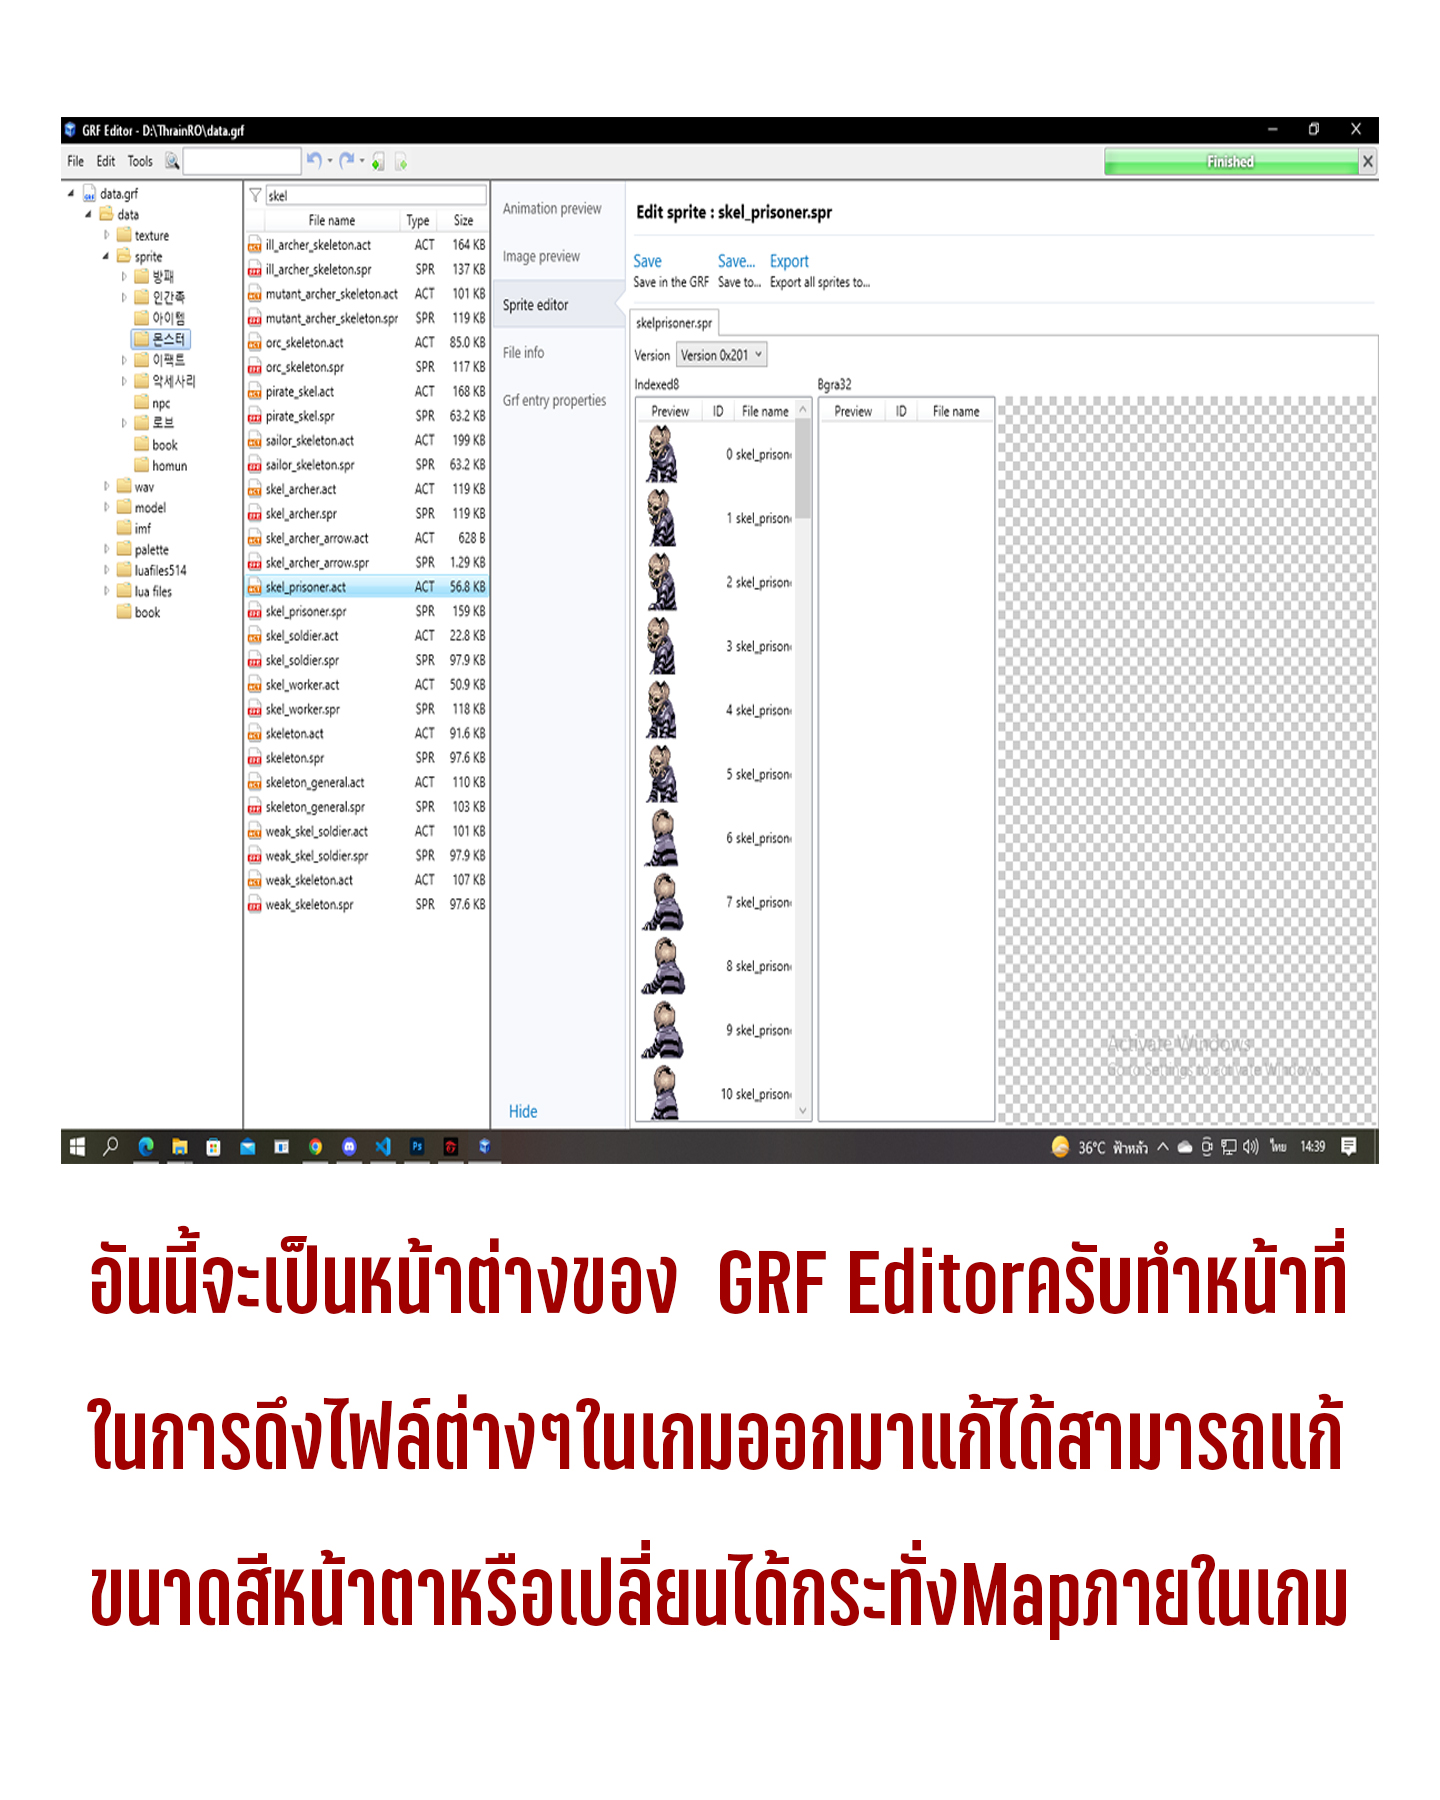 GRF Editor - D:\ThrainRO\data.grf
File Edit Tools
Finished
data.grf
data
texture
sprite
방패
인간족
아이템
몬스터
이팩트
악세사리
npc
로브
book
homun
wav
model
imf
palette
luafiles514
lua files
book
skel
File name Type Size
ill_archer_skeleton.act ACT 164 KB
ill_archer_skeleton.spr SPR 137 KB
mutant_archer_skeleton.act ACT 101 KB
mutant_archer_skeleton.spr SPR 119 KB
orc_skeleton.act ACT 85.0 KB
orc_skeleton.spr SPR 117 KB
pirate_skel.act ACT 168 KB
pirate_skel.spr SPR 63.2 KB
sailor_skeleton.act ACT 199 KB
sailor_skeleton.spr SPR 63.2 KB
skel_archer.act ACT 119 KB
skel_archer.spr SPR 119 KB
skel_archer_arrow.act ACT 628 B
skel_archer_arrow.spr SPR 1.29 KB
skel_prisoner.act ACT 56.8 KB
skel_prisoner.spr SPR 159 KB
skel_soldier.act ACT 22.8 KB
skel_soldier.spr SPR 97.9 KB
skel_worker.act ACT 50.9 KB
skel_worker.spr SPR 118 KB
skeleton.act ACT 91.6 KB
skeleton.spr SPR 97.6 KB
skeleton_general.act ACT 110 KB
skeleton_general.spr SPR 103 KB
weak_skel_soldier.act ACT 101 KB
weak_skel_soldier.spr SPR 97.9 KB
weak_skeleton.act ACT 107 KB
weak_skeleton.spr SPR 97.6 KB
Animation preview
Image preview
Sprite editor
File info
Grf entry properties
Hide
Edit sprite : skel_prisoner.spr
Save Save... Export
Save in the GRF Save to... Export all sprites to...
skelprisoner.spr
Version Version 0x201
Indexed8 Bgra32
Preview ID File name Preview ID File name
0 skel_prison
1 skel_prison
2 skel_prison
3 skel_prison
4 skel_prison
5 skel_prison
6 skel_prison
7 skel_prison
8 skel_prison
9 skel_prison
10 skel_prison
Activate Windows
Go to Settings to activate Windows.
Ps
36°C ฟ้าหลัว ไทย 14:39
อันนี้จะเป็นหน้าต่างของ GRF Editorครับทำหน้าที่
ในการดึงไฟล์ต่างๆในเกมออกมาแก้ได้สามารถแก้
ขนาดสีหน้าตาหรือเปลี่ยนได้กระทั่งMapภายในเกม